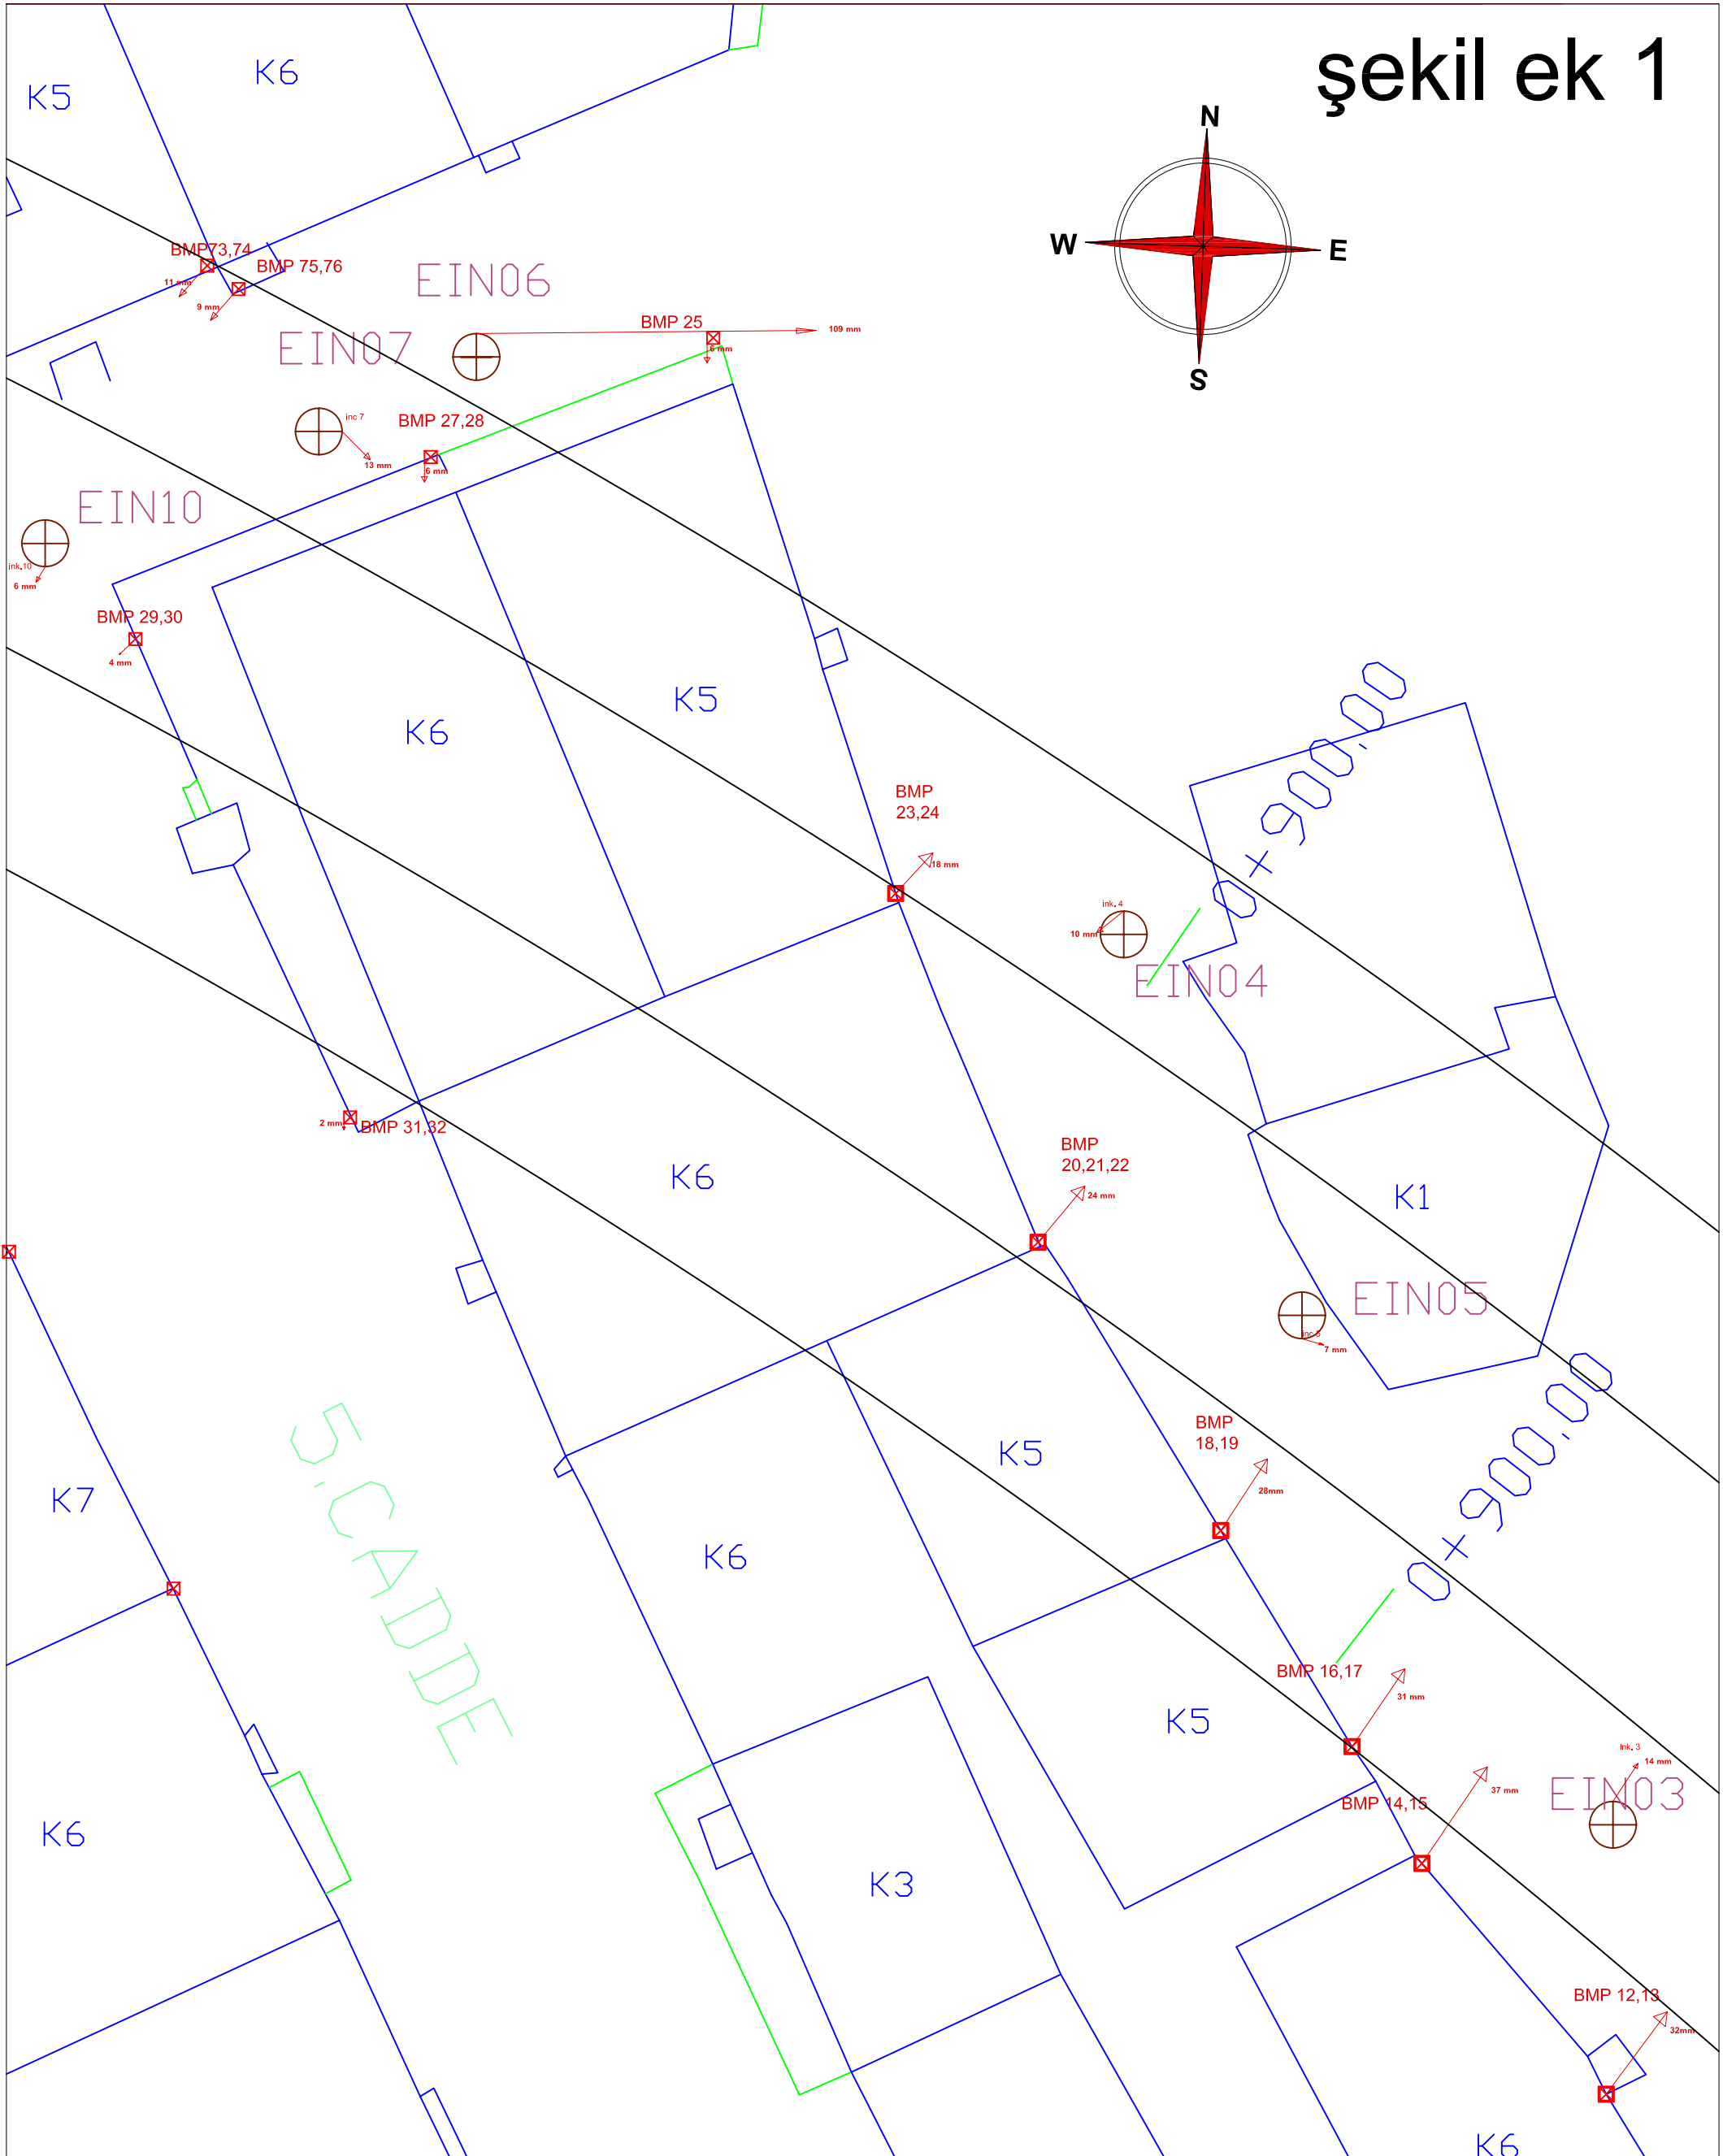 şekil ek 1
K6
K5
N
W
E
S
BMP73,74
BMP 75,76
11 mm
9 mm
EIN06
BMP 25
109 mm
6 mm
EIN07
inc 7
13 mm
BMP 27,28
6 mm
EIN10
ink.10
6 mm
BMP 29,30
4 mm
K5
K6
0+900,00
BMP
23,24
18 mm
ink. 4
10 mm
EIN04
2 mm
BMP 31,32
BMP
20,21,22
24 mm
K6
K1
EIN05
inc 5
7 mm
0+900,00
BMP
18,19
28mm
K5
K7
5.CADDE
K6
BMP 16,17
31 mm
K5
ink. 3
14 mm
EIN03
37 mm
BMP 14,15
K6
K3
BMP 12,13
32mm
K6